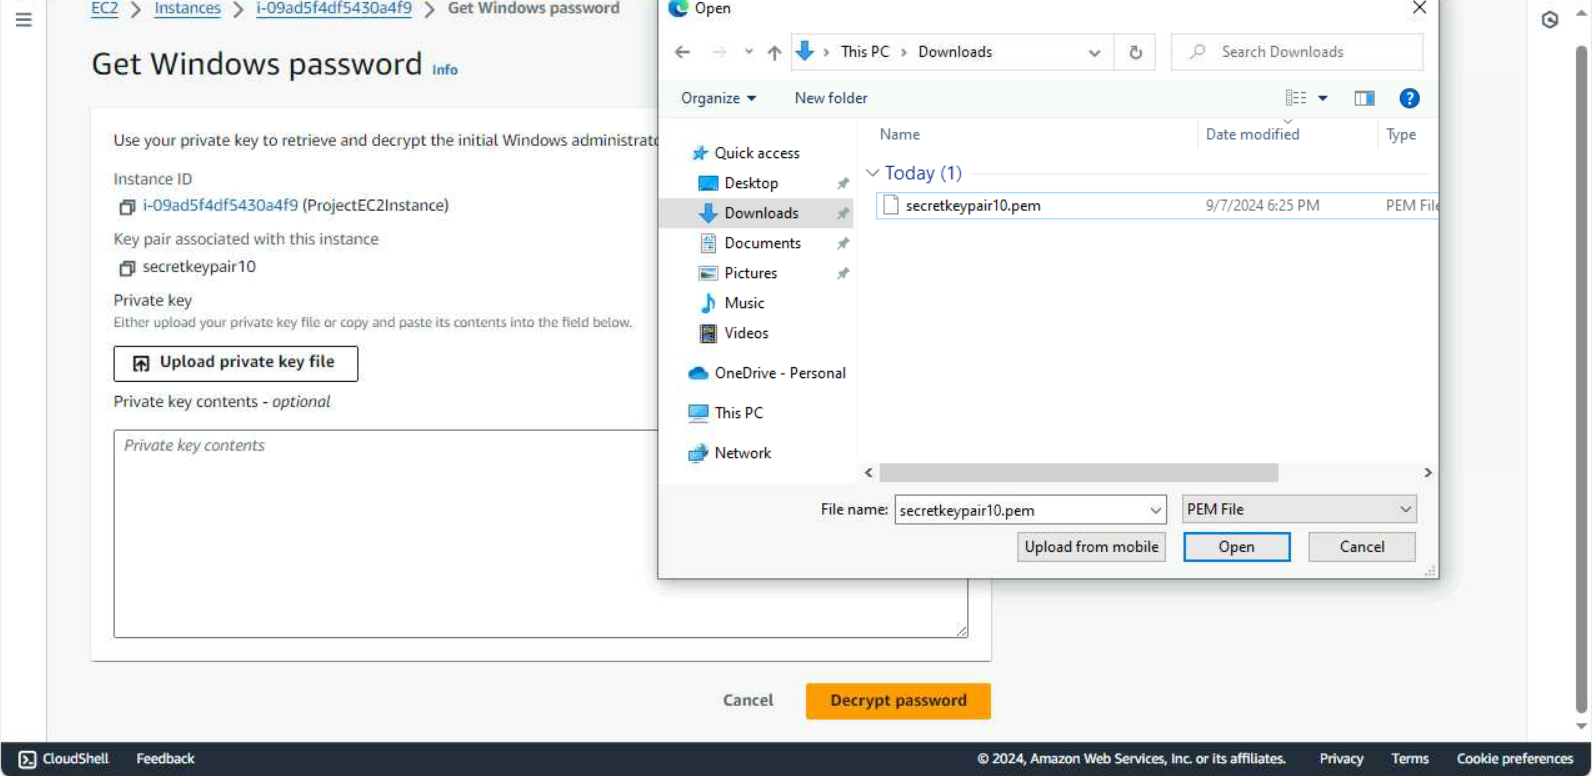 EC2 > Instances > i-09ad5f4df5430a4f9 > Get Windows password
Get Windows password Info
Use your private key to retrieve and decrypt the initial Windows administrato
Instance ID
i-09ad5f4df5430a4f9 (ProjectEC2Instance)
Key pair associated with this instance
secretkeypair10
Private key
Either upload your private key file or copy and paste its contents into the field below.
Upload private key file
Private key contents - optional
Private key contents
Cancel
Decrypt password
Open
This PC > Downloads
Search Downloads
Organize
New folder
Quick access
Desktop
Downloads
Documents
Pictures
Music
Videos
OneDrive - Personal
This PC
Network
Name Date modified Type
Today (1)
secretkeypair10.pem 9/7/2024 6:25 PM PEM File
File name: secretkeypair10.pem PEM File
Upload from mobile Open Cancel
CloudShell Feedback © 2024, Amazon Web Services, Inc. or its affiliates. Privacy Terms Cookie preferences